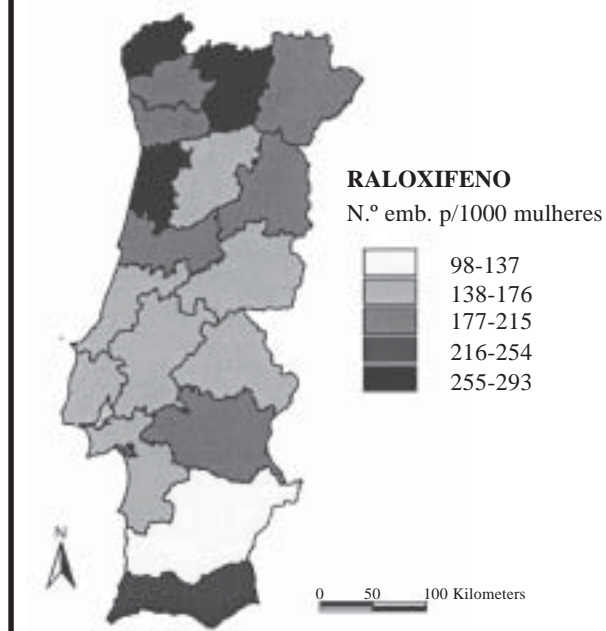 RALOXIFENO
N.º emb. p/1000 mulheres
98-137
138-176
177-215
216-254
255-293
N
0 50 100 Kilometers